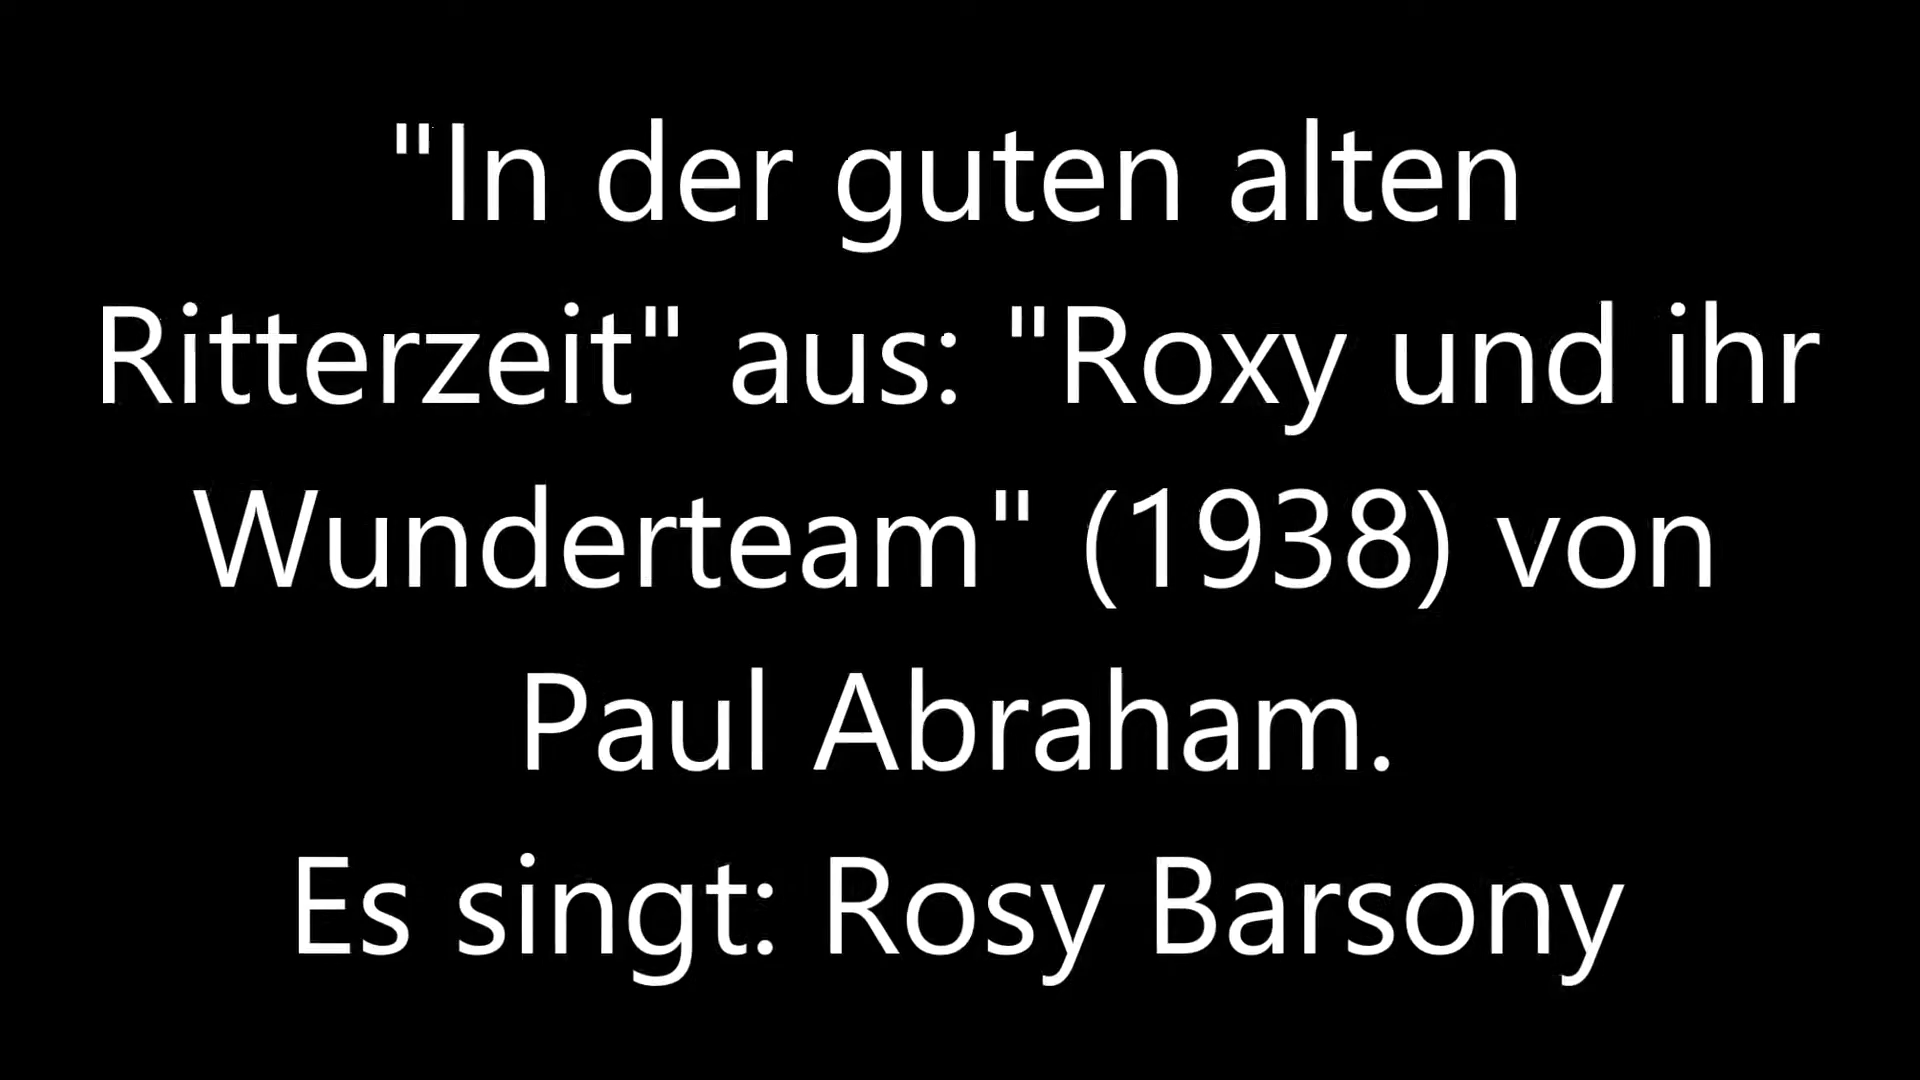 "In der guten alten
Ritterzeit" aus: "Roxy und ihr
Wunderteam" (1938) von
Paul Abraham.
Es singt: Rosy Barsony